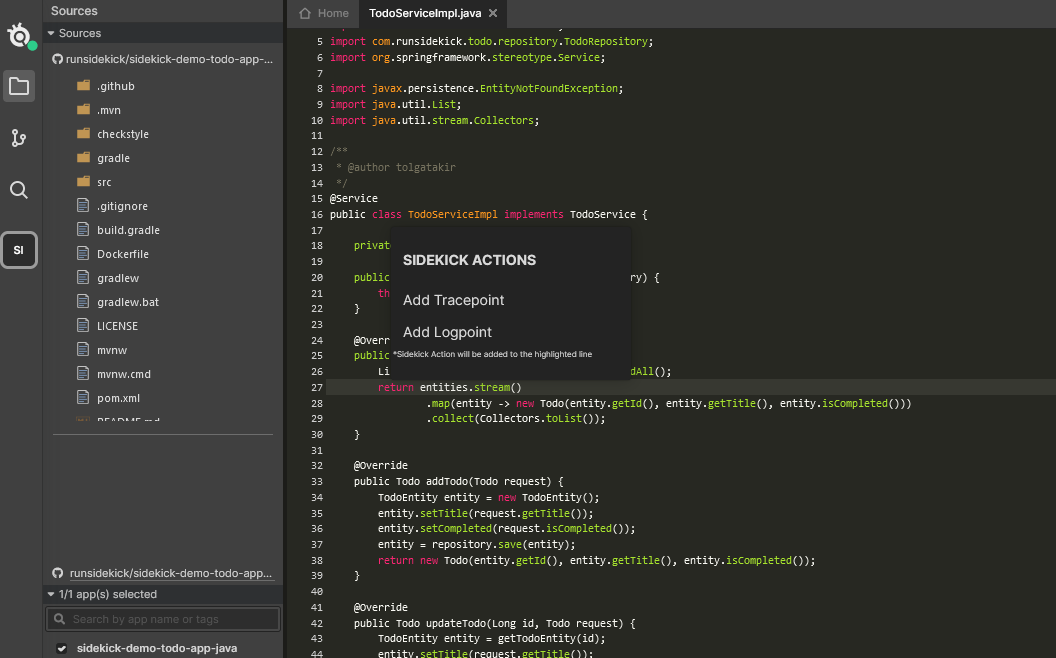 Sources
Sources
runsidekick/sidekick-demo-todo-app-...
.github
.mvn
checkstyle
gradle
src
.gitignore
build.gradle
Dockerfile
gradlew
gradlew.bat
LICENSE
mvnw
mvnw.cmd
pom.xml
README.md
SI
runsidekick/sidekick-demo-todo-app...
1/1 app(s) selected
Search by app name or tags
sidekick-demo-todo-app-java
Home
TodoServiceImpl.java
5 import com.runsidekick.todo.repository.TodoRepository;
6 import org.springframework.stereotype.Service;
7
8 import javax.persistence.EntityNotFoundException;
9 import java.util.List;
10 import java.util.stream.Collectors;
11
12 /**
13 * @author tolgatakir
14 */
15 @Service
16 public class TodoServiceImpl implements TodoService {
17
18 private
19
20 public ry) {
21 th
22 }
23
24 @Overr
25 public
26 Li dAll();
27 return entities.stream()
28 .map(entity -> new Todo(entity.getId(), entity.getTitle(), entity.isCompleted()))
29 .collect(Collectors.toList());
30 }
31
32 @Override
33 public Todo addTodo(Todo request) {
34 TodoEntity entity = new TodoEntity();
35 entity.setTitle(request.getTitle());
36 entity.setCompleted(request.isCompleted());
37 entity = repository.save(entity);
38 return new Todo(entity.getId(), entity.getTitle(), entity.isCompleted());
39 }
40
41 @Override
42 public Todo updateTodo(Long id, Todo request) {
43 TodoEntity entity = getTodoEntity(id);
44 entity.setTitle(request.getTitle());
SIDEKICK ACTIONS
Add Tracepoint
Add Logpoint
*Sidekick Action will be added to the highlighted line